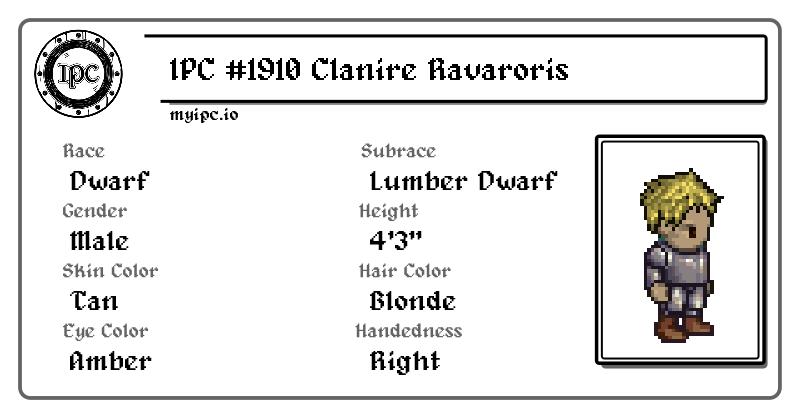 IPC
IPC #1910 Clanire Ravaroris
myipc.io
Race
Dwarf
Subrace
Lumber Dwarf
Gender
Male
Height
4'3"
Skin Color
Tan
Hair Color
Blonde
Eye Color
Amber
Handedness
Right